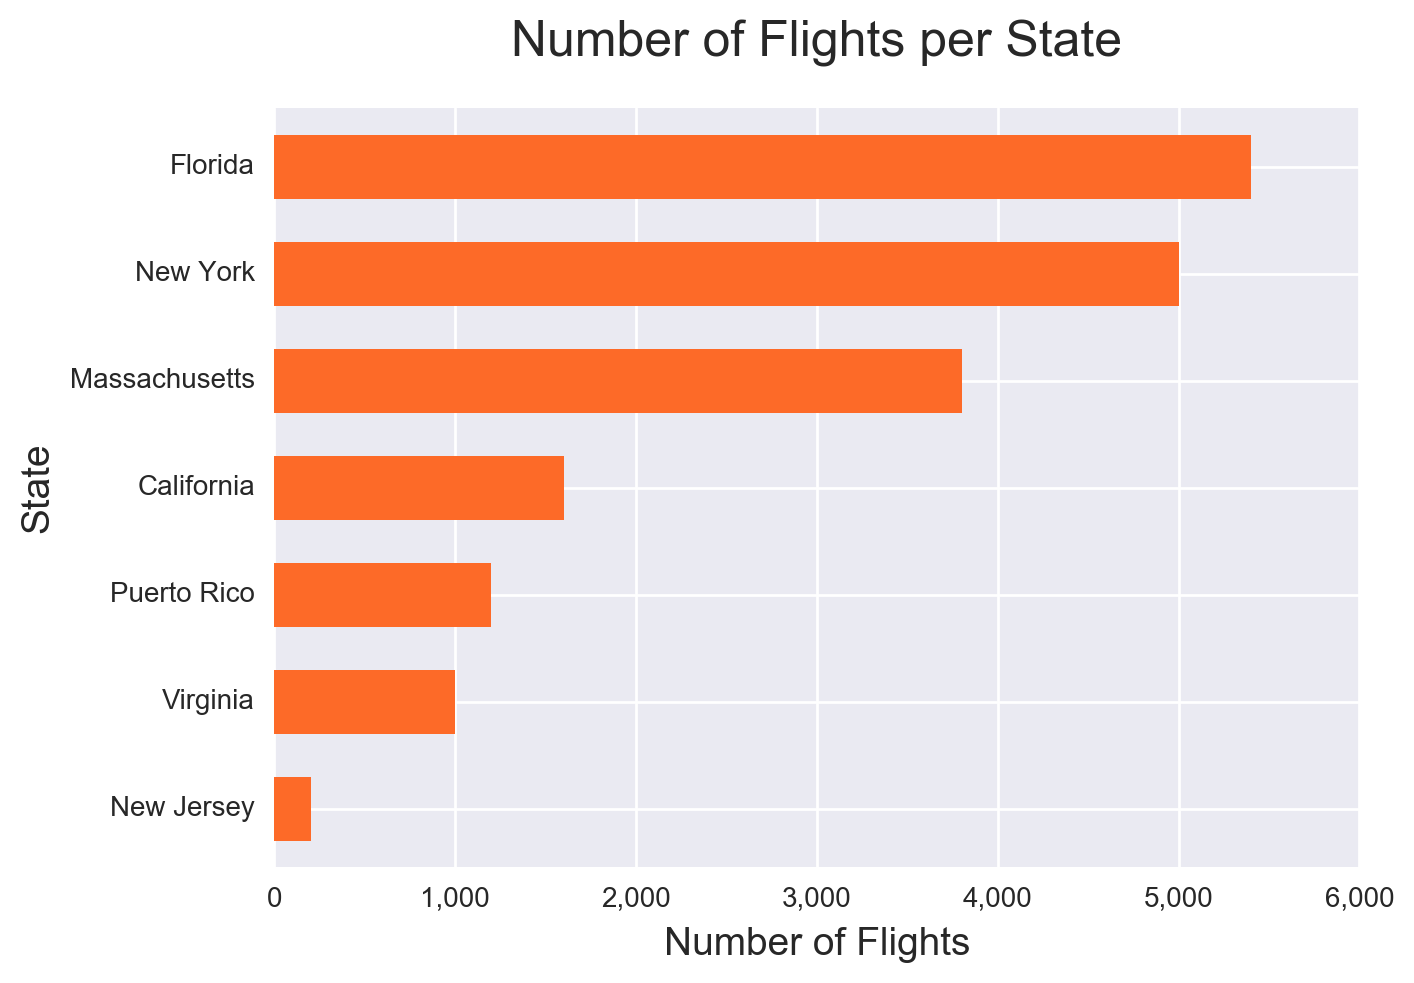 Number of Flights per State
Florida
New York
Massachusetts
California
Puerto Rico
Virginia
New Jersey
State
0 1,000 2,000 3,000 4,000 5,000 6,000
Number of Flights